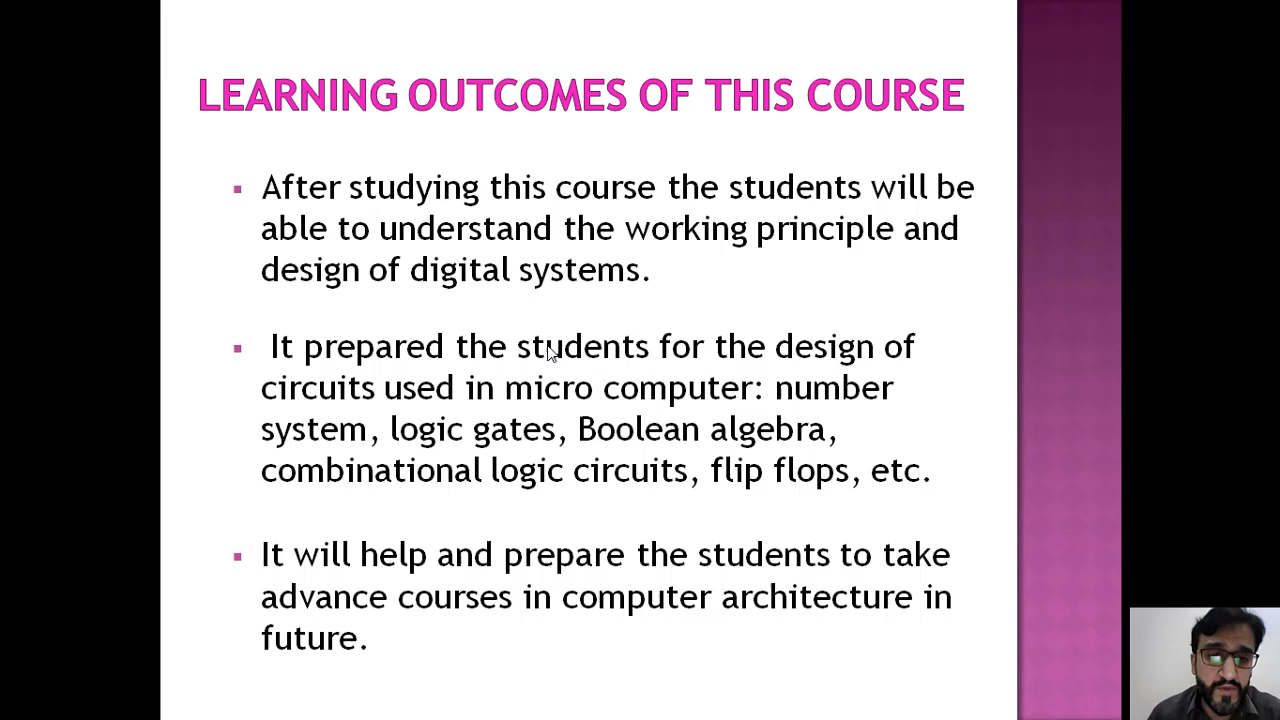 LEARNING OUTCOMES OF THIS COURSE
▪ After studying this course the students will be
able to understand the working principle and
design of digital systems.
▪ It prepared the students for the design of
circuits used in micro computer: number
system, logic gates, Boolean algebra,
combinational logic circuits, flip flops, etc.
▪ It will help and prepare the students to take
advance courses in computer architecture in
future.